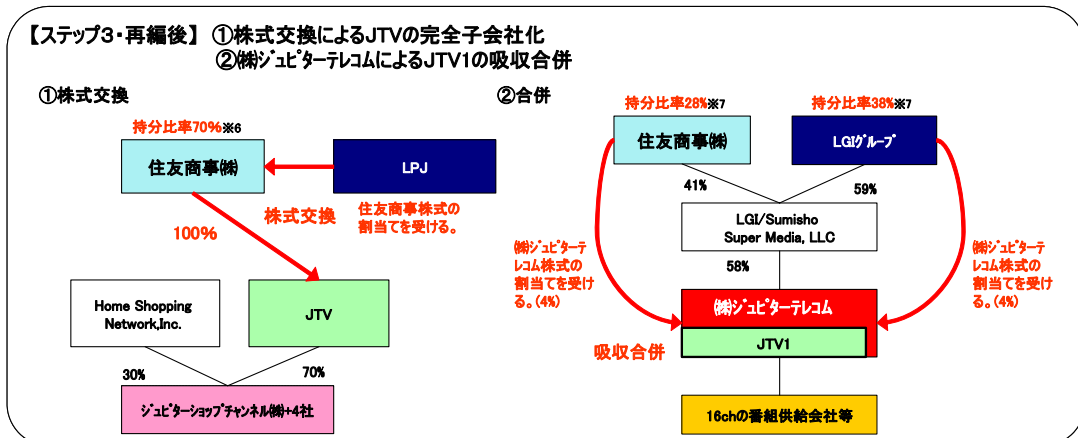 【ステップ3・再編後】 ①株式交換によるJTVの完全子会社化
②㈱ｼﾞｭﾋﾟﾀｰﾃﾚｺﾑによるJTV1の吸収合併
①株式交換
持分比率70%※6
住友商事㈱
LPJ
株式交換
住友商事株式の
割当てを受ける。
100%
Home Shopping
Network,Inc.
JTV
30%
70%
ｼﾞｭﾋﾟﾀｰｼｮｯﾌﾟﾁｬﾝﾈﾙ㈱+4社
②合併
持分比率28%※7
持分比率38%※7
住友商事㈱
LGIｸﾞﾙｰﾌﾟ
41%
59%
LGI/Sumisho
Super Media, LLC
㈱ｼﾞｭﾋﾟﾀｰﾃ
ﾚｺﾑ株式の
割当てを受け
る。(4%)
58%
㈱ｼﾞｭﾋﾟﾀｰﾃ
ﾚｺﾑ株式の
割当てを受け
る。(4%)
㈱ｼﾞｭﾋﾟﾀｰﾃﾚｺﾑ
JTV1
吸収合併
16chの番組供給会社等